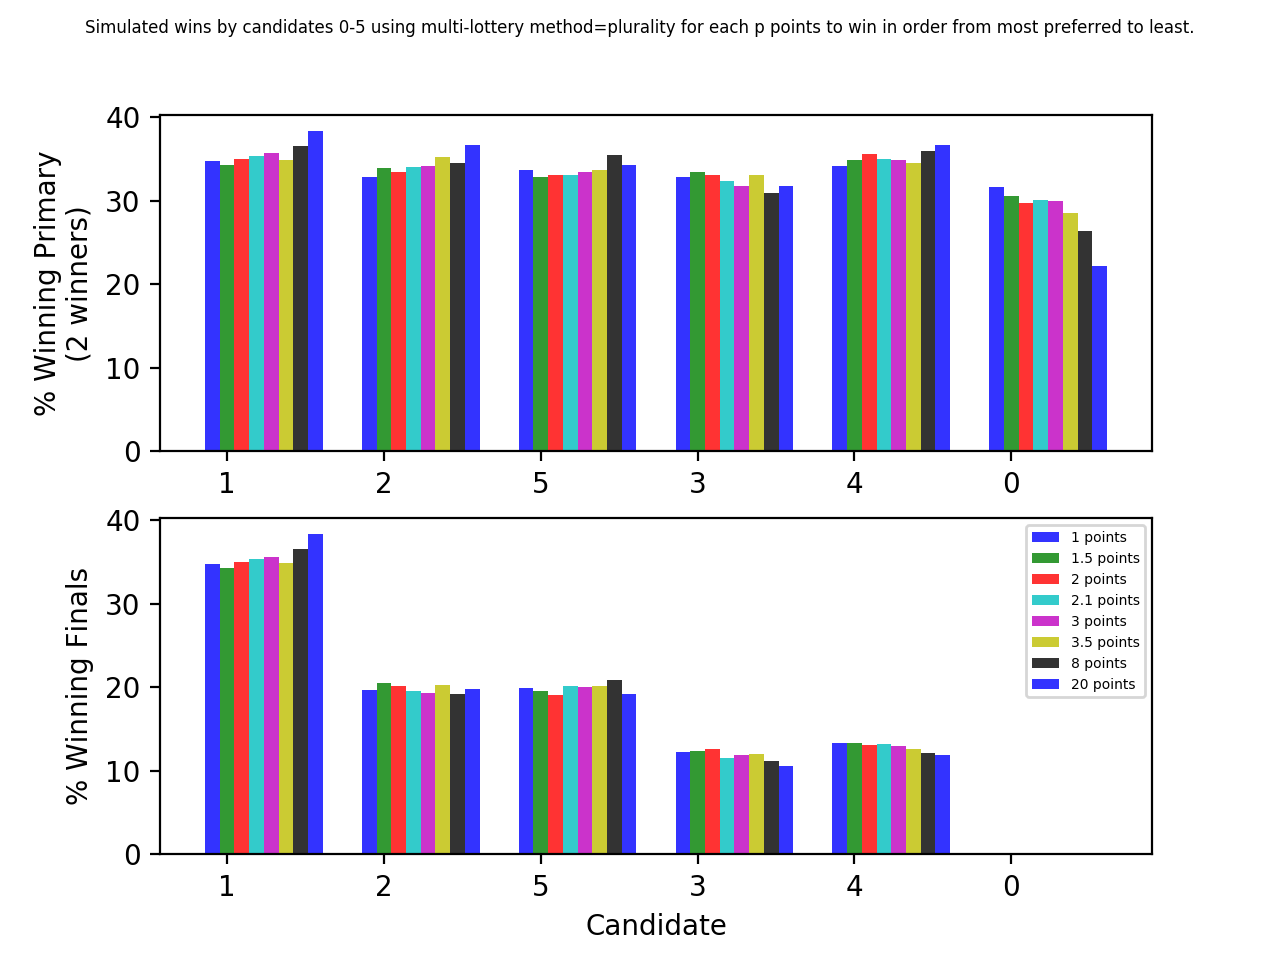 Simulated wins by candidates 0-5 using multi-lottery method=plurality for each p points to win in order from most preferred to least.
% Winning Primary
(2 winners)
40
30
20
10
0
1 2 5 3 4 0
% Winning Finals
40
30
20
10
0
1 points
1.5 points
2 points
2.1 points
3 points
3.5 points
8 points
20 points
1 2 5 3 4 0
Candidate